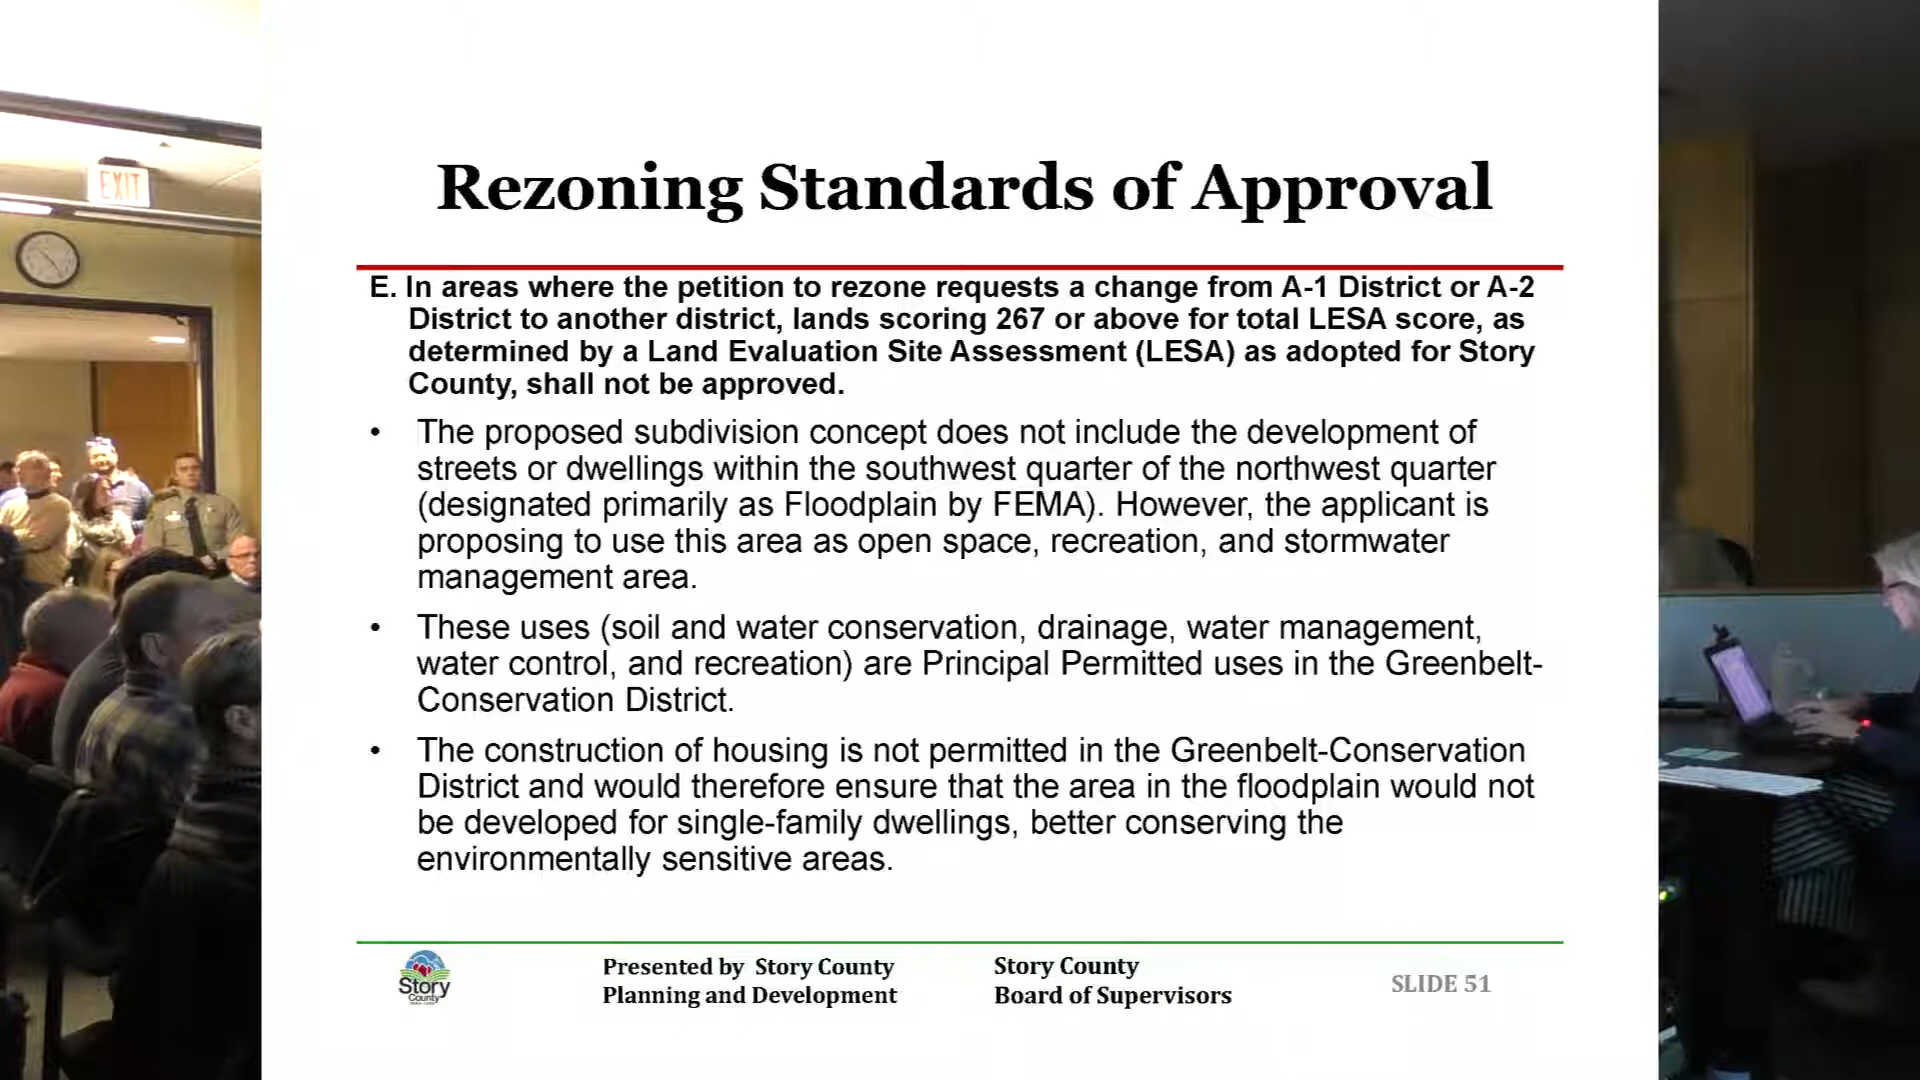 EXIT
Rezoning Standards of Approval
E. In areas where the petition to rezone requests a change from A-1 District or A-2
District to another district, lands scoring 267 or above for total LESA score, as
determined by a Land Evaluation Site Assessment (LESA) as adopted for Story
County, shall not be approved.
• The proposed subdivision concept does not include the development of
streets or dwellings within the southwest quarter of the northwest quarter
(designated primarily as Floodplain by FEMA). However, the applicant is
proposing to use this area as open space, recreation, and stormwater
management area.
• These uses (soil and water conservation, drainage, water management,
water control, and recreation) are Principal Permitted uses in the Greenbelt-
Conservation District.
• The construction of housing is not permitted in the Greenbelt-Conservation
District and would therefore ensure that the area in the floodplain would not
be developed for single-family dwellings, better conserving the
environmentally sensitive areas.
Story
County
Presented by Story County
Planning and Development
Story County
Board of Supervisors
SLIDE 51